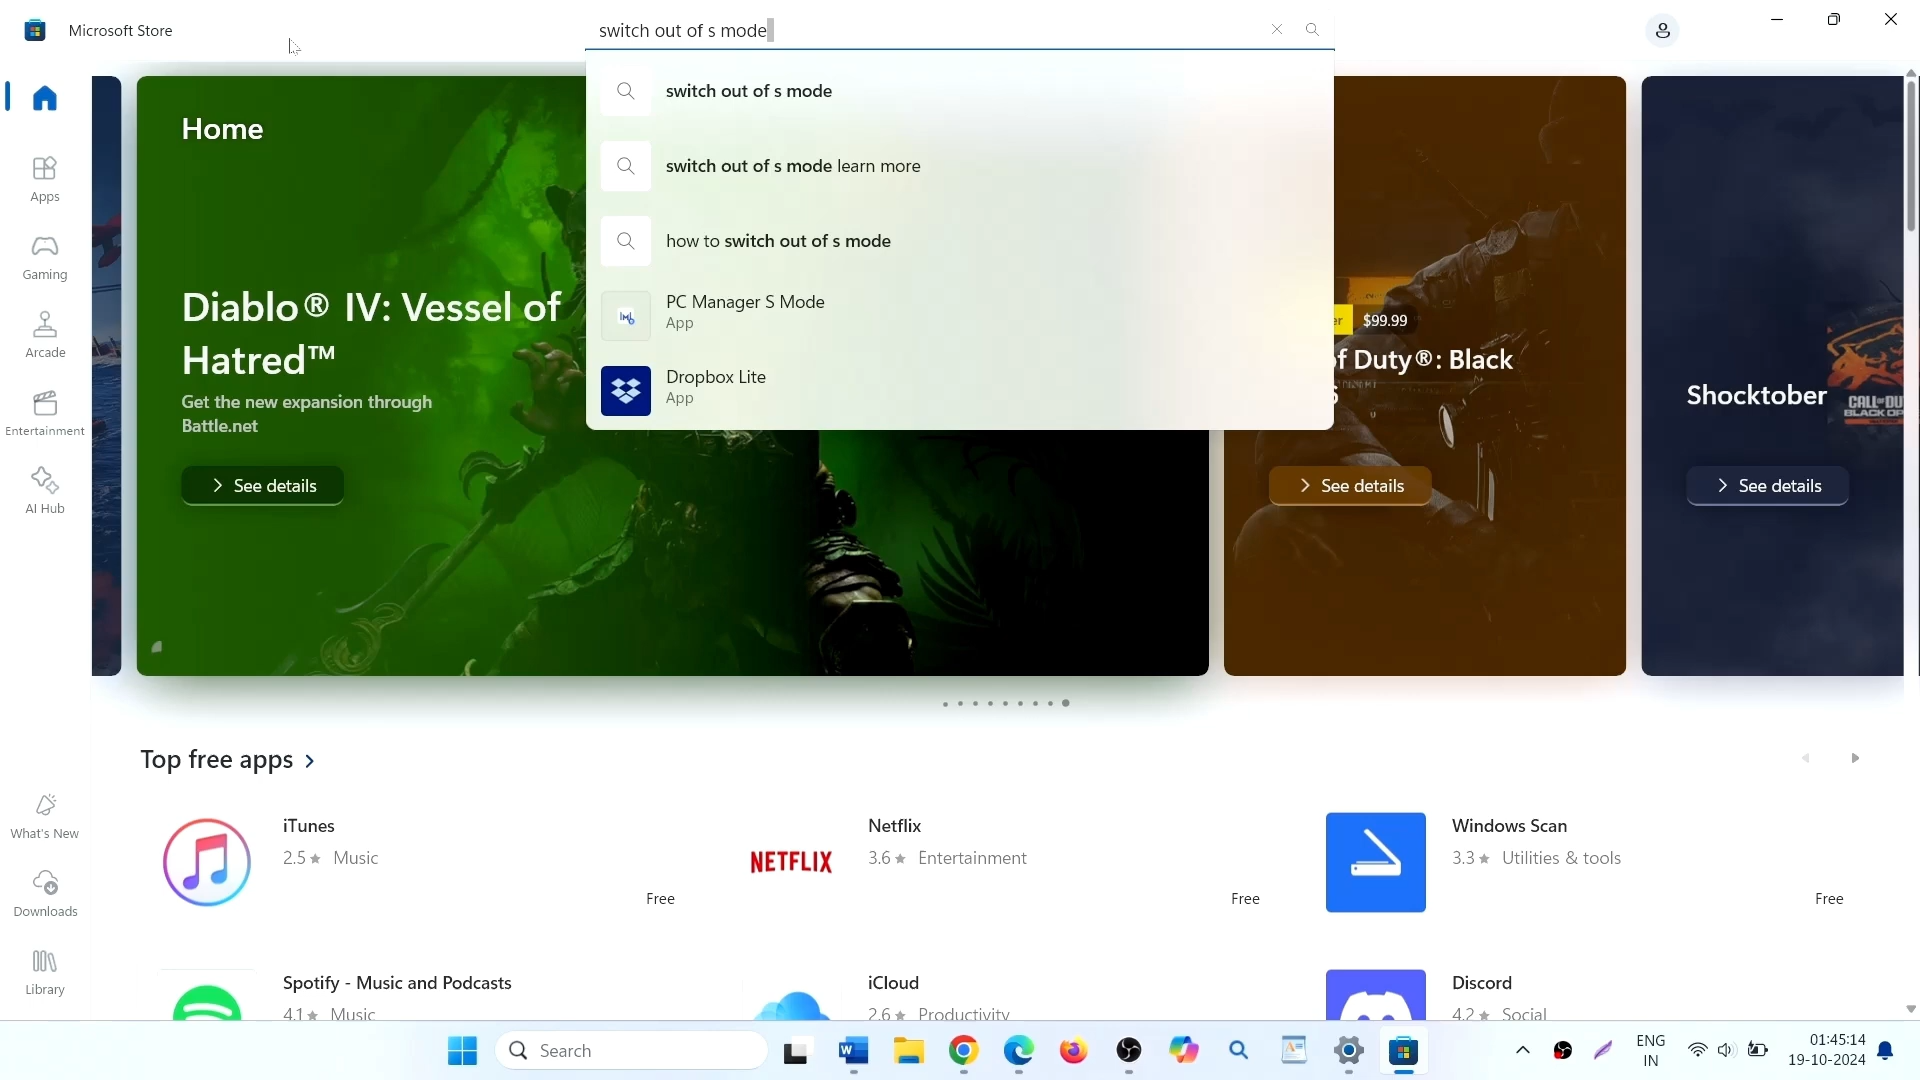 Microsoft Store
switch out of s mode
switch out of s mode
switch out of s mode learn more
how to switch out of s mode
PC Manager S Mode
App
Dropbox Lite
App
Home
Apps
Gaming
Arcade
Entertainment
AI Hub
What's New
Downloads
Library
Home
Diablo® IV: Vessel of
Hatred™
Get the new expansion through
Battle.net
See details
$99.99
of Duty®: Black
See details
Shocktober
See details
Top free apps
iTunes
2.5 Music
Free
NETFLIX
Netflix
3.6 Entertainment
Free
Windows Scan
3.3 Utilities & tools
Free
Spotify - Music and Podcasts
4.1 Music
iCloud
2.6 Productivity
Discord
4.2 Social
Search
ENG
IN
01:45:14
19-10-2024